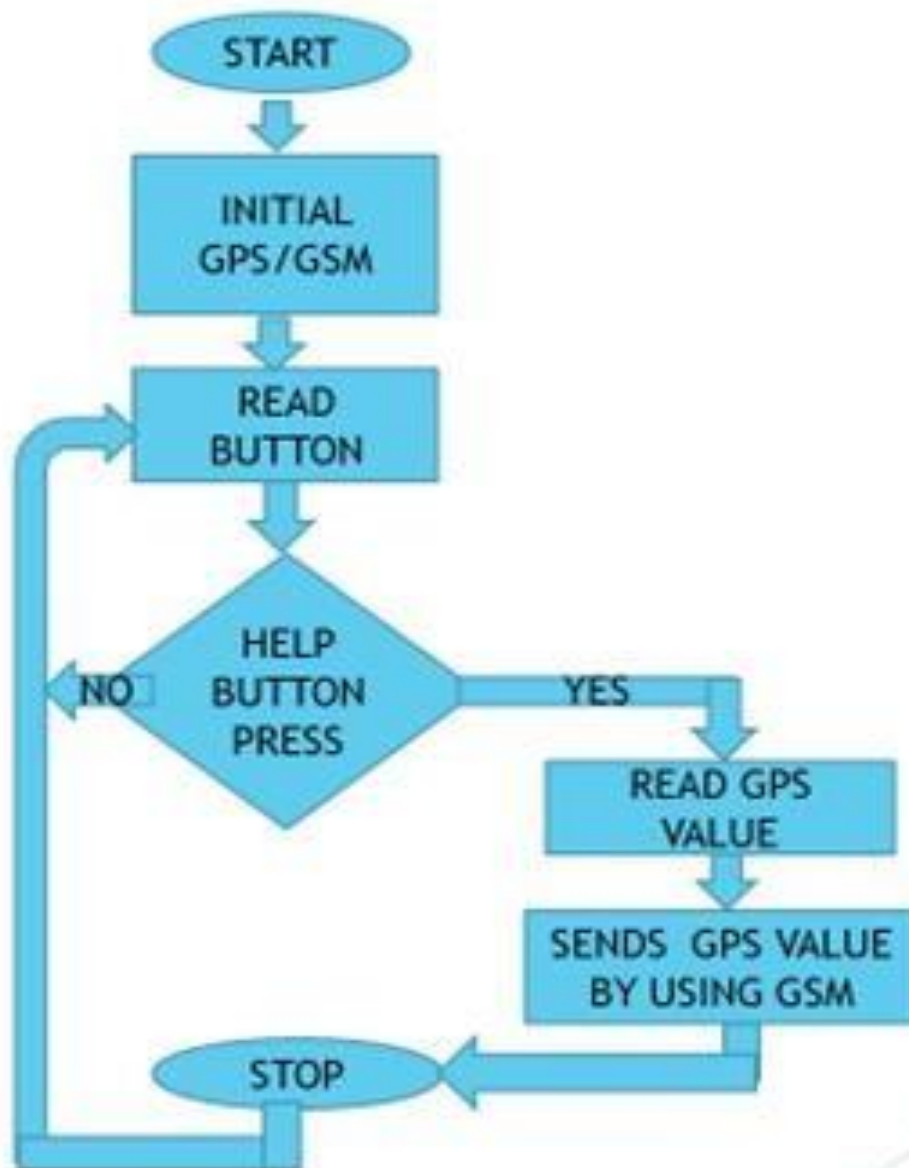 START
INITIAL
GPS/GSM
READ
BUTTON
HELP
BUTTON
PRESS
NO
YES
READ GPS
VALUE
SENDS GPS VALUE
BY USING GSM
STOP